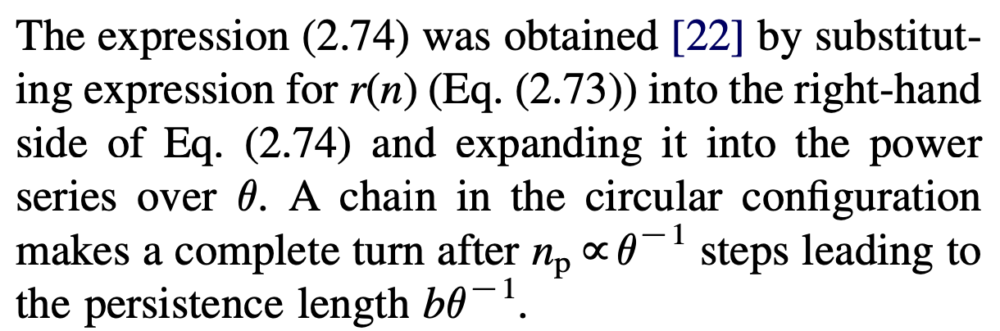 The expression (2.74) was obtained [22] by substitut-
ing expression for r(n) (Eq. (2.73)) into the right-hand
side of Eq. (2.74) and expanding it into the power
series over θ. A chain in the circular configuration
makes a complete turn after nₚ ∝ θ⁻¹ steps leading to
the persistence length bθ⁻¹.